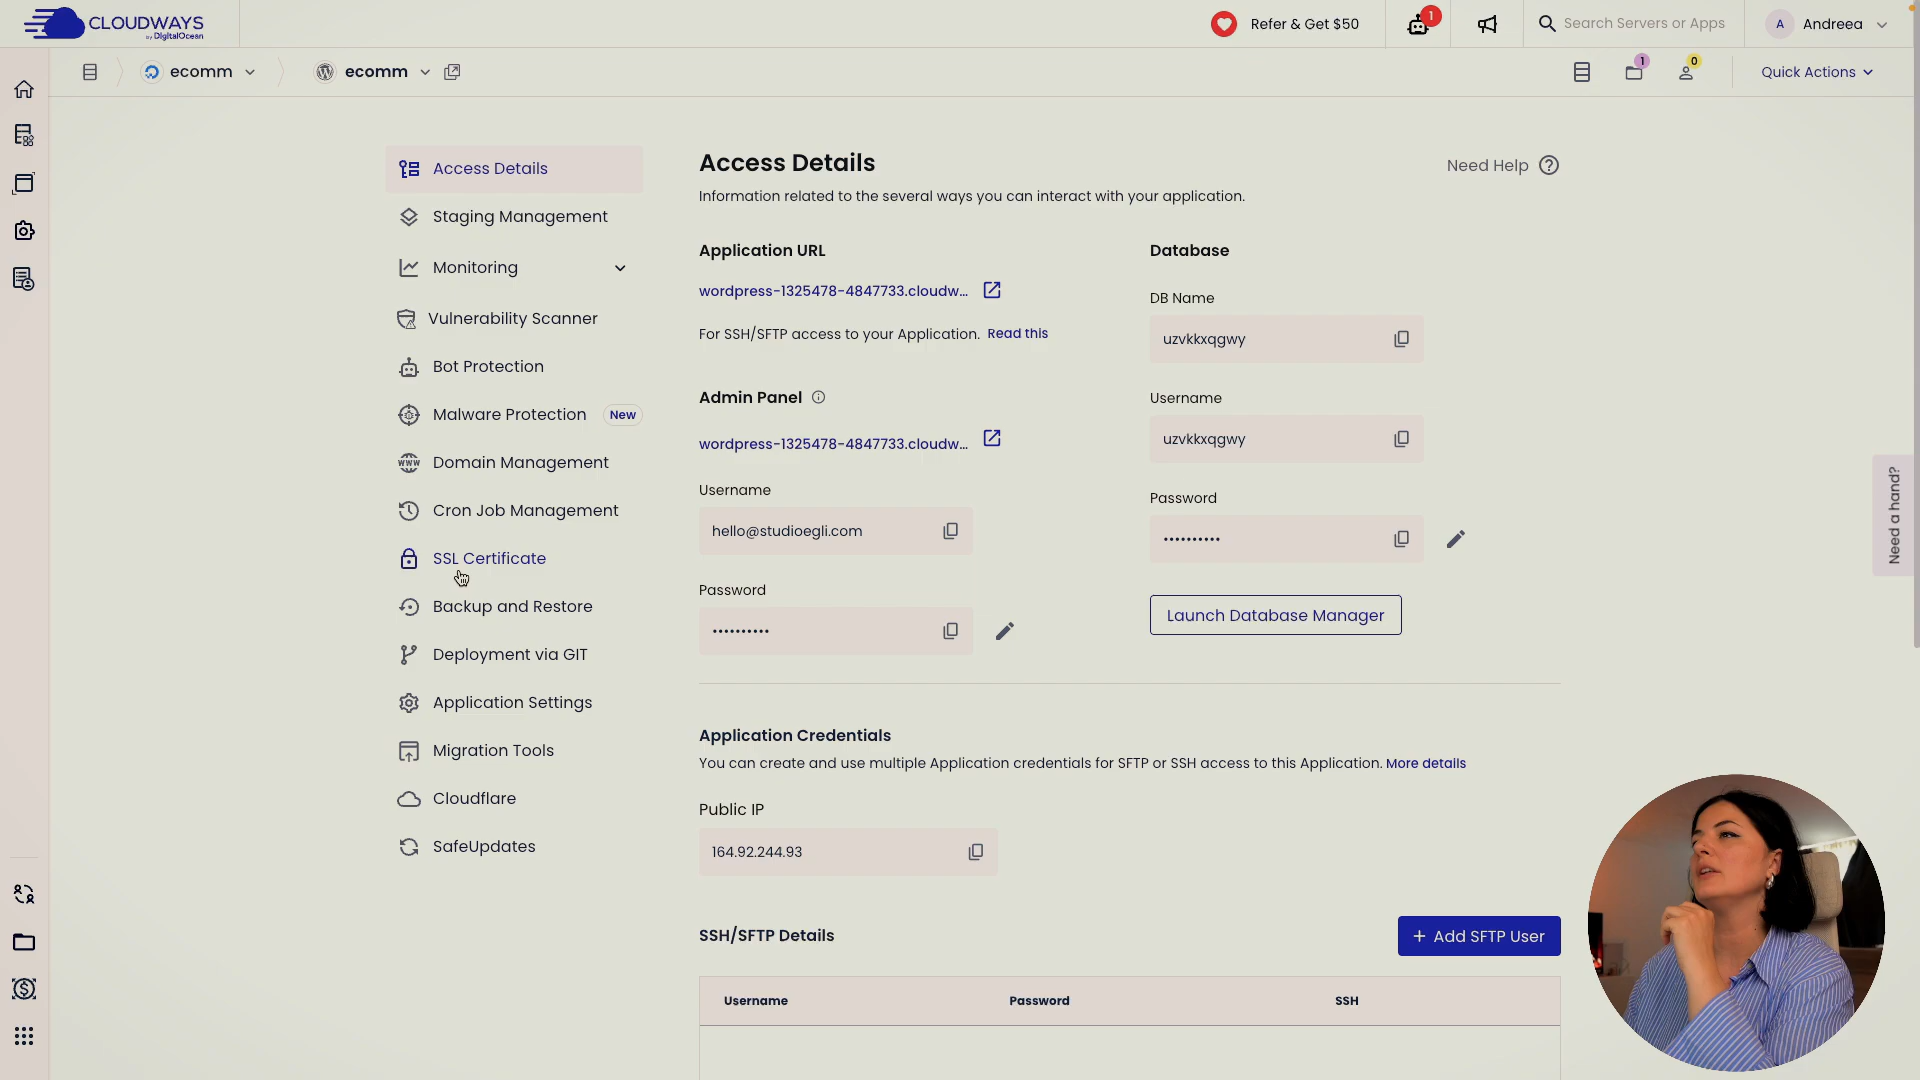 CLOUDWAYS
by DigitalOcean
Refer & Get $50
1
Search Servers or Apps
A
Andreea
ecomm
ecomm
1
0
Quick Actions
Access Details
Staging Management
Monitoring
Vulnerability Scanner
Bot Protection
Malware Protection
New
Domain Management
Cron Job Management
SSL Certificate
Backup and Restore
Deployment via GIT
Application Settings
Migration Tools
Cloudflare
SafeUpdates
Access Details
Need Help
Information related to the several ways you can interact with your application.
Application URL
wordpress-1325478-4847733.cloudw...
For SSH/SFTP access to your Application. Read this
Admin Panel
wordpress-1325478-4847733.cloudw...
Username
hello@studioegli.com
Password
••••••••••
Database
DB Name
uzvkkxqgwy
Username
uzvkkxqgwy
Password
••••••••••
Launch Database Manager
Need a hand?
Application Credentials
You can create and use multiple Application credentials for SFTP or SSH access to this Application. More details
Public IP
164.92.244.93
SSH/SFTP Details
+ Add SFTP User
Username Password SSH